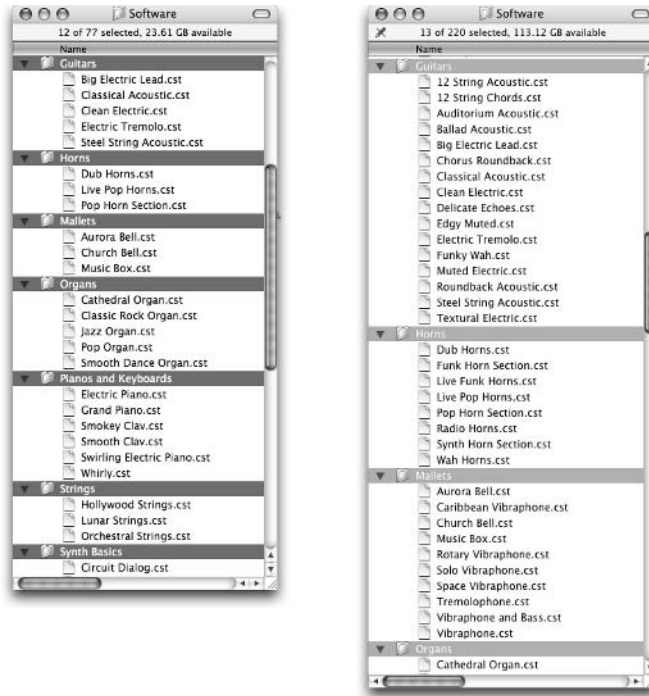 Software
12 of 77 selected, 23.61 GB available
Name
Guitars
Big Electric Lead.cst
Classical Acoustic.cst
Clean Electric.cst
Electric Tremolo.cst
Steel String Acoustic.cst
Horns
Dub Horns.cst
Live Pop Horns.cst
Pop Horn Section.cst
Mallets
Aurora Bell.cst
Church Bell.cst
Music Box.cst
Organs
Cathedral Organ.cst
Classic Rock Organ.cst
Jazz Organ.cst
Pop Organ.cst
Smooth Dance Organ.cst
Pianos and Keyboards
Electric Piano.cst
Grand Piano.cst
Smokey Clav.cst
Smooth Clav.cst
Swirling Electric Piano.cst
Whirly.cst
Strings
Hollywood Strings.cst
Lunar Strings.cst
Orchestral Strings.cst
Synth Basics
Circuit Dialog.cst
Software
13 of 220 selected, 113.12 GB available
Name
Guitars
12 String Acoustic.cst
12 String Chords.cst
Auditorium Acoustic.cst
Ballad Acoustic.cst
Big Electric Lead.cst
Chorus Roundback.cst
Classical Acoustic.cst
Clean Electric.cst
Delicate Echoes.cst
Edgy Muted.cst
Electric Tremolo.cst
Funky Wah.cst
Muted Electric.cst
Roundback Acoustic.cst
Steel String Acoustic.cst
Textural Electric.cst
Horns
Dub Horns.cst
Funk Horn Section.cst
Live Funk Horns.cst
Live Pop Horns.cst
Pop Horn Section.cst
Radio Horns.cst
Synth Horn Section.cst
Wah Horns.cst
Mallets
Aurora Bell.cst
Caribbean Vibraphone.cst
Church Bell.cst
Music Box.cst
Rotary Vibraphone.cst
Solo Vibraphone.cst
Space Vibraphone.cst
Tremolophone.cst
Vibraphone and Bass.cst
Vibraphone.cst
Organs
Cathedral Organ.cst